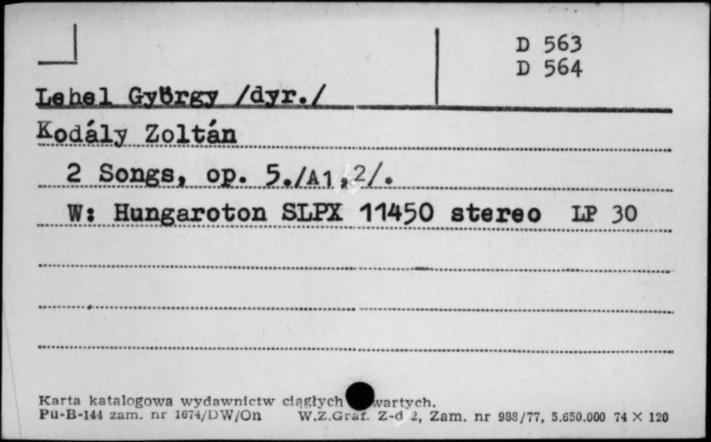 D 563
D 564
Lehel György /dyr./
Kodály Zoltán
2 Songs, op. 5./A1,2/.
W: Hungaroton SLPX 11450 stereo LP 30
Karta katalogowa wydawnictw ciągłych wartych.
Pu-B-144 zam. nr 1674/DW/On W.Z.Graf. Z-d 2, Zam. nr 988/77, 5.650.000 74 X 120